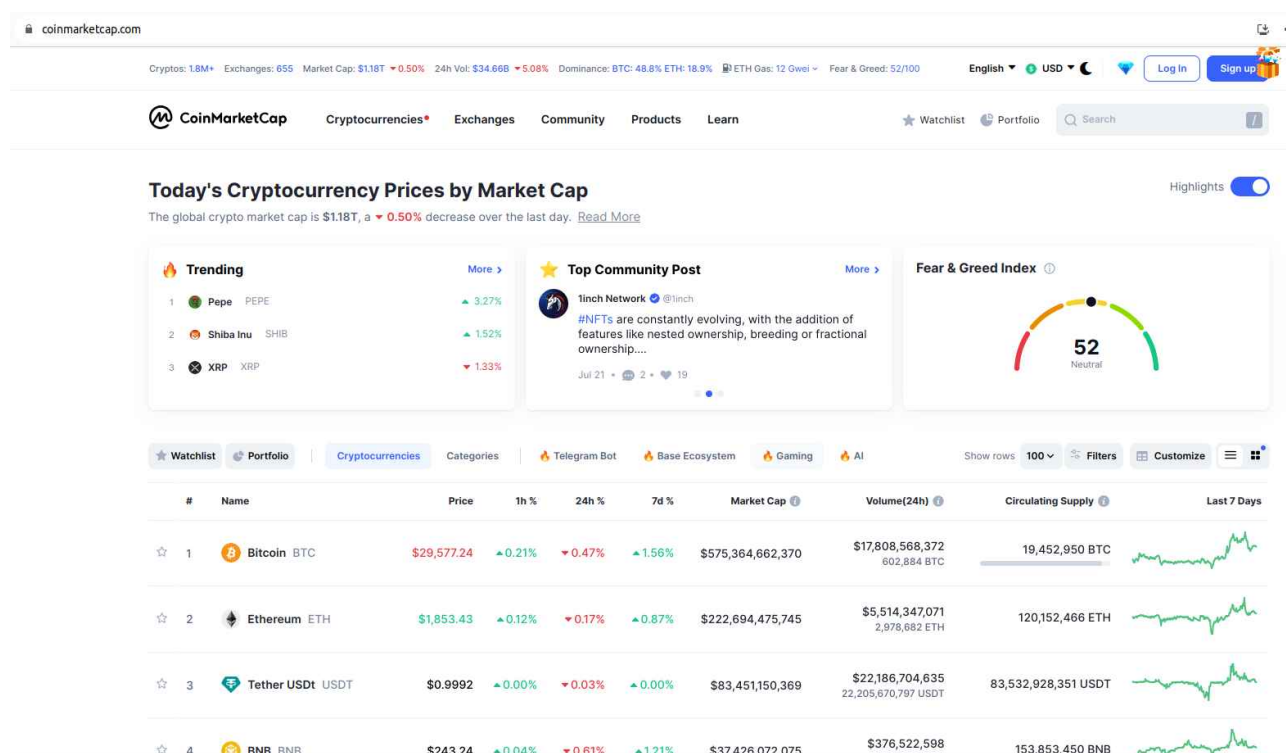 coinmarketcap.com
Cryptos: 1.8M+ Exchanges: 655 Market Cap: $1.18T ▼0.50% 24h Vol: $34.66B ▼5.08% Dominance: BTC: 48.8% ETH: 18.9% ETH Gas: 12 Gwei Fear & Greed: 52/100 English USD Log In Sign up
CoinMarketCap Cryptocurrencies Exchanges Community Products Learn Watchlist Portfolio Search /
Today's Cryptocurrency Prices by Market Cap
Highlights
The global crypto market cap is $1.18T, a ▼ 0.50% decrease over the last day. Read More
Trending More >
1 Pepe PEPE ▲ 3.27%
2 Shiba Inu SHIB ▲ 1.52%
3 XRP XRP ▼ 1.33%
Top Community Post More >
1inch Network @1inch
#NFTs are constantly evolving, with the addition of
features like nested ownership, breeding or fractional
ownership....
Jul 21 • 2 • 19
Fear & Greed Index
52
Neutral
Watchlist Portfolio Cryptocurrencies Categories Telegram Bot Base Ecosystem Gaming AI Show rows 100 Filters Customize
# Name Price 1h % 24h % 7d % Market Cap Volume(24h) Circulating Supply Last 7 Days
1 Bitcoin BTC $29,577.24 ▲0.21% ▼0.47% ▲1.56% $575,364,662,370 $17,808,568,372 19,452,950 BTC
602,884 BTC
2 Ethereum ETH $1,853.43 ▲0.12% ▼0.17% ▲0.87% $222,694,475,745 $5,514,347,071 120,152,466 ETH
2,978,682 ETH
3 Tether USDt USDT $0.9992 ▲0.00% ▼0.03% ▲0.00% $83,451,150,369 $22,186,704,635 83,532,928,351 USDT
22,205,670,797 USDT
4 BNB BNB $243.24 ▲0.04% ▼0.61% ▲1.21% $37,426,072,075 $376,522,598 153,853,450 BNB